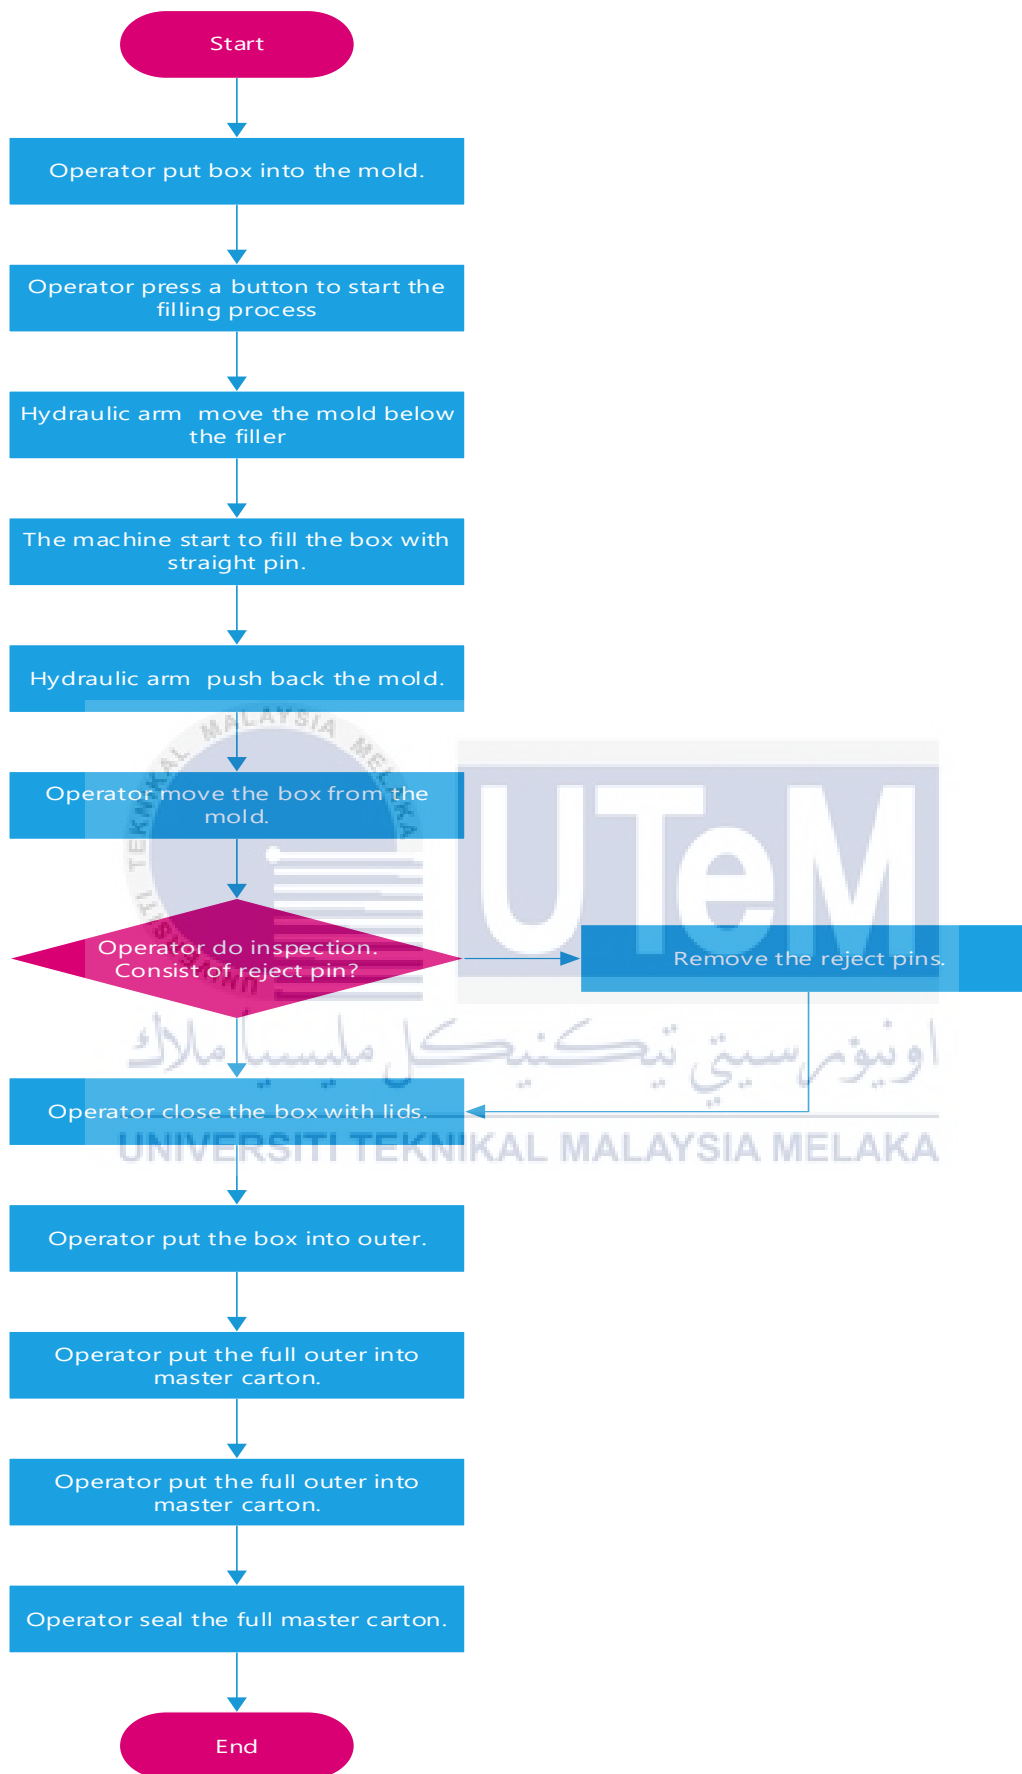 Start
Operator put box into the mold.
Operator press a button to start the
filling process
Hydraulic arm move the mold below
the filler
The machine start to fill the box with
straight pin.
Hydraulic arm push back the mold.
Operator move the box from the
mold.
Operator do inspection.
Consist of reject pin?
Remove the reject pins.
Operator close the box with lids.
Operator put the box into outer.
Operator put the full outer into
master carton.
Operator put the full outer into
master carton.
Operator seal the full master carton.
End
UNIVERSITI TEKNIKAL MALAYSIA MELAKA
UTeM
اونيۏرسيتي تيكنيكل مليسيا ملاك
UNIVERSITI TEKNIKAL MALAYSIA MELAKA